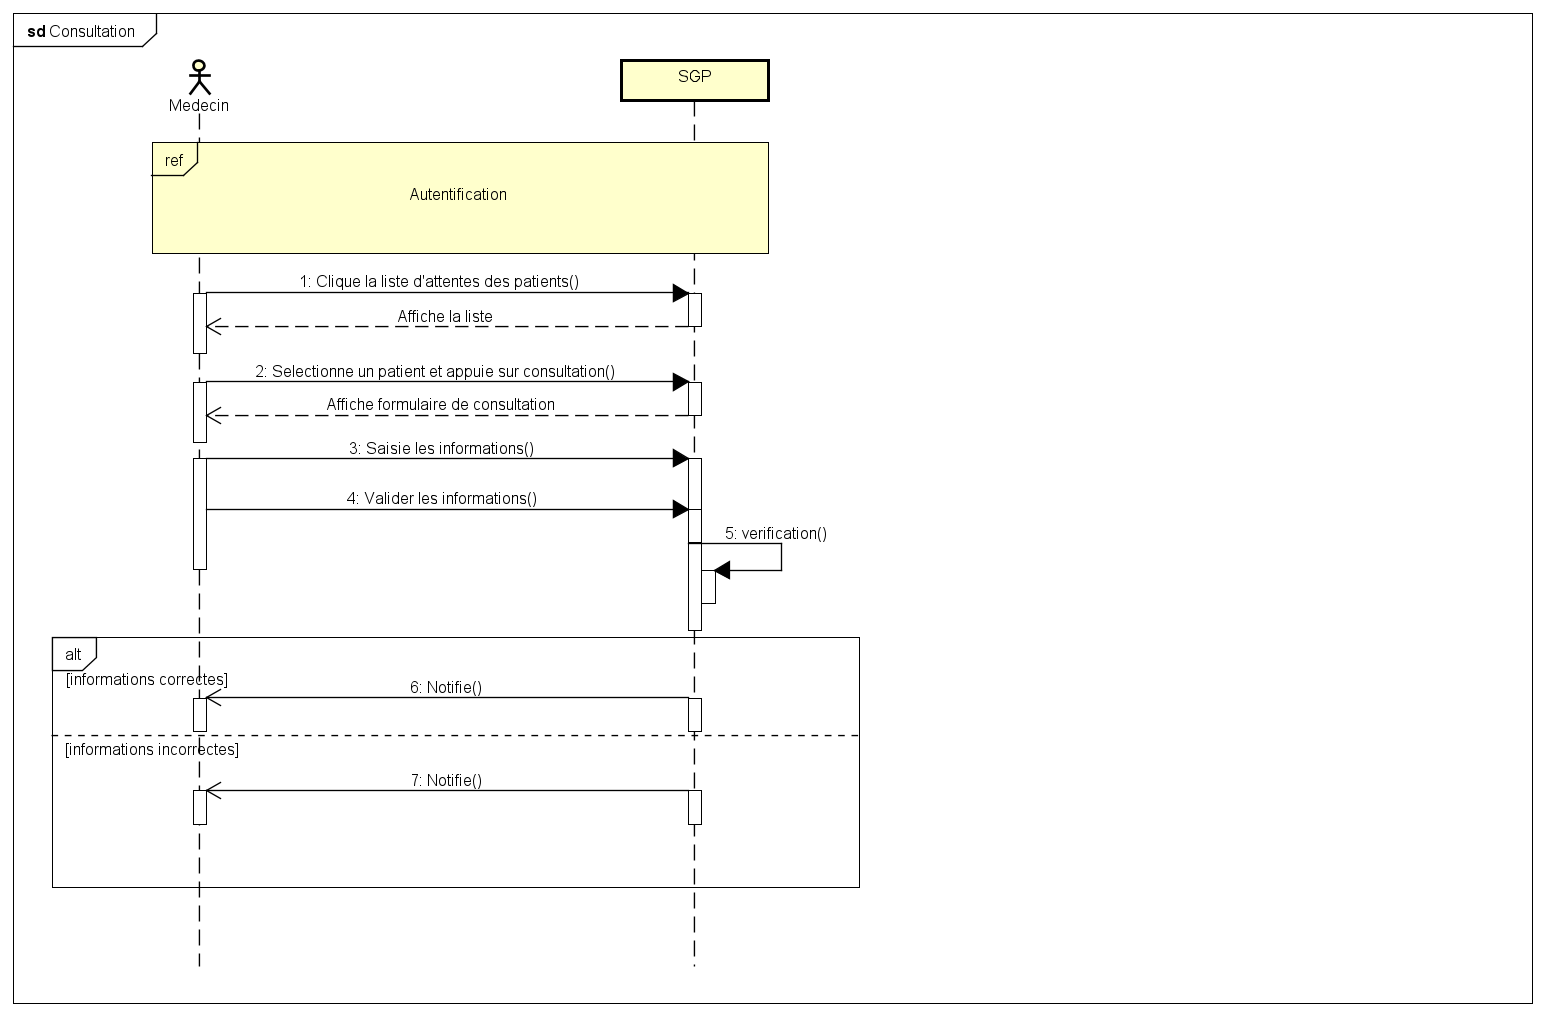 sd Consultation
Medecin
SGP
ref
Autentification
1: Clique la liste d'attentes des patients()
Affiche la liste
2: Selectionne un patient et appuie sur consultation()
Affiche formulaire de consultation
3: Saisie les informations()
4: Valider les informations()
5: verification()
alt
[informations correctes]
6: Notifie()
[informations incorrectes]
7: Notifie()